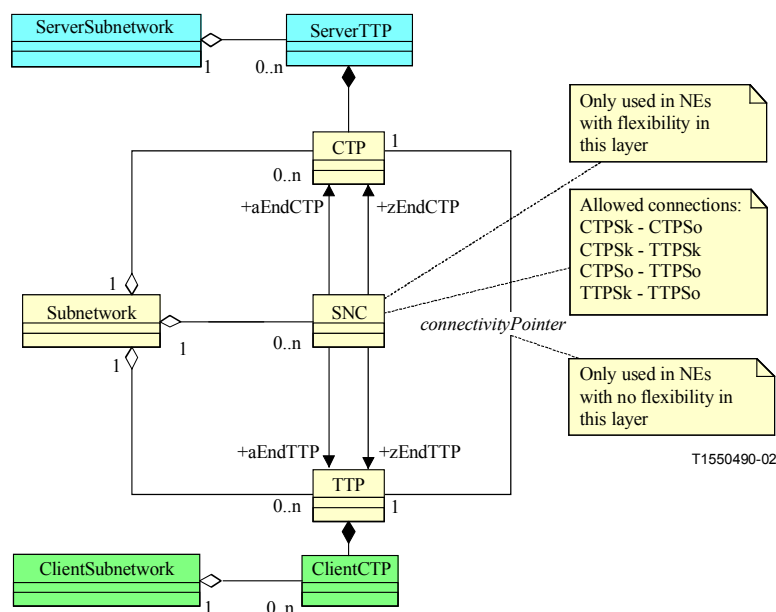 ServerSubnetwork
ServerTTP
1
0..n
Only used in NEs
with flexibility in
this layer
CTP
1
0..n
+aEndCTP
+zEndCTP
Allowed connections:
CTPSk - CTPSo
CTPSk - TTPSk
CTPSo - TTPSo
TTPSk - TTPSo
1
Subnetwork
SNC
1
0..n
connectivityPointer
1
Only used in NEs
with no flexibility in
this layer
+aEndTTP
+zEndTTP
T1550490-02
TTP
0..n
1
ClientSubnetwork
ClientCTP
1
0..n